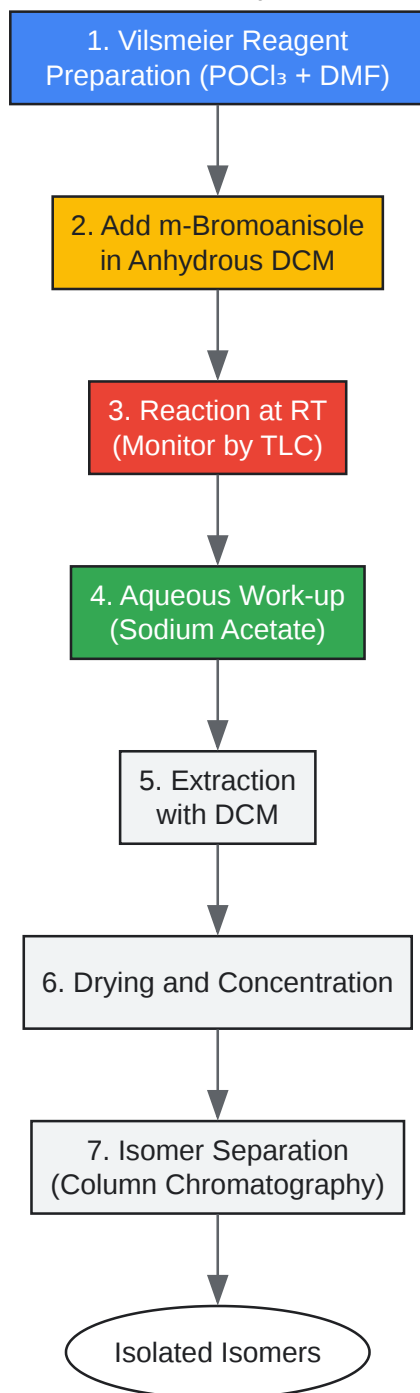 1. Vilsmeier Reagent
Preparation (POCl₃ + DMF)
2. Add m-Bromoanisole
in Anhydrous DCM
3. Reaction at RT
(Monitor by TLC)
4. Aqueous Work-up
(Sodium Acetate)
5. Extraction
with DCM
6. Drying and Concentration
7. Isomer Separation
(Column Chromatography)
Isolated Isomers